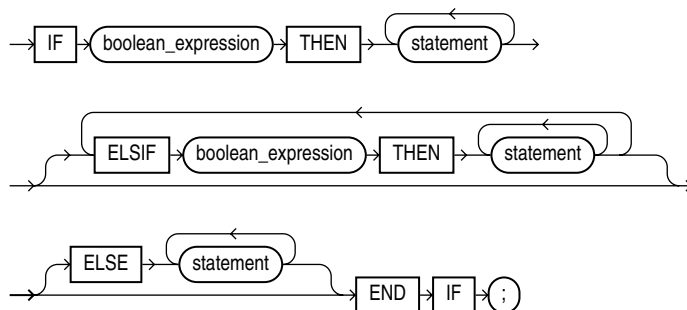 IF boolean_expression THEN statement
ELSIF boolean_expression THEN statement
ELSE statement
END IF ;